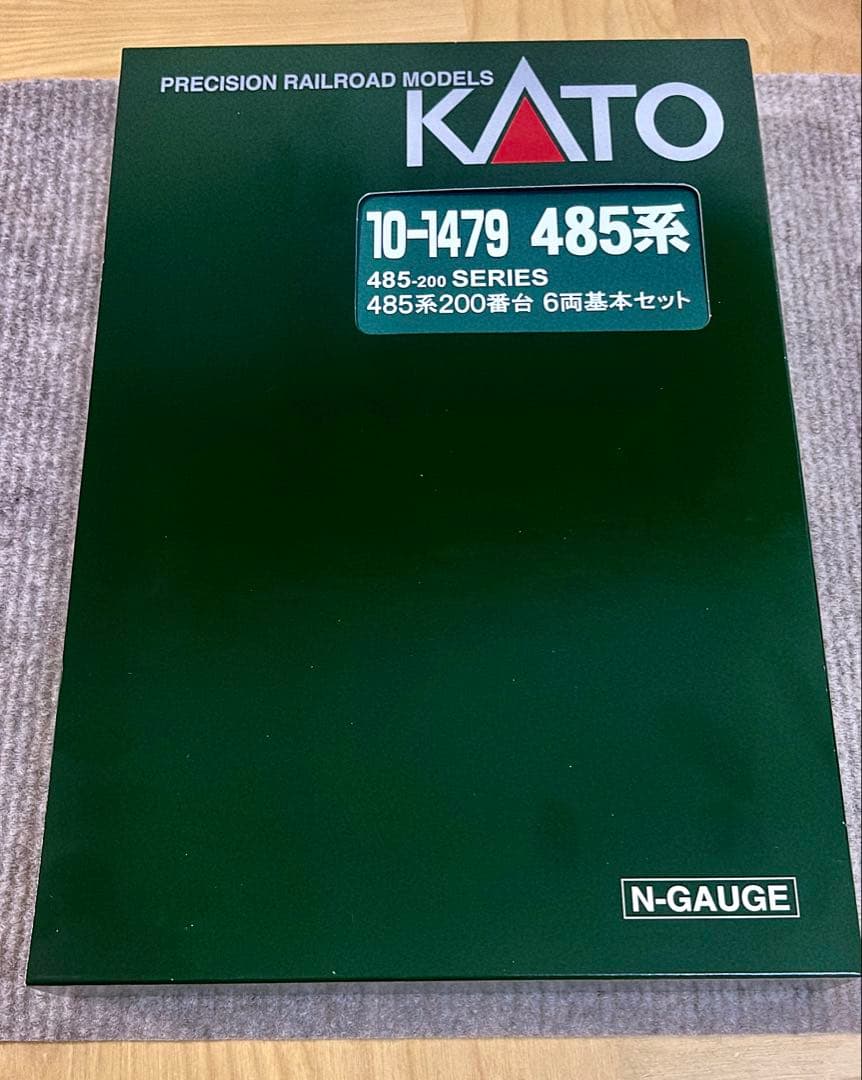 PRECISION RAILROAD MODELS
KATO
10-1479 485系
485-200 SERIES
485系200番台 6両基本セット
N-GAUGE